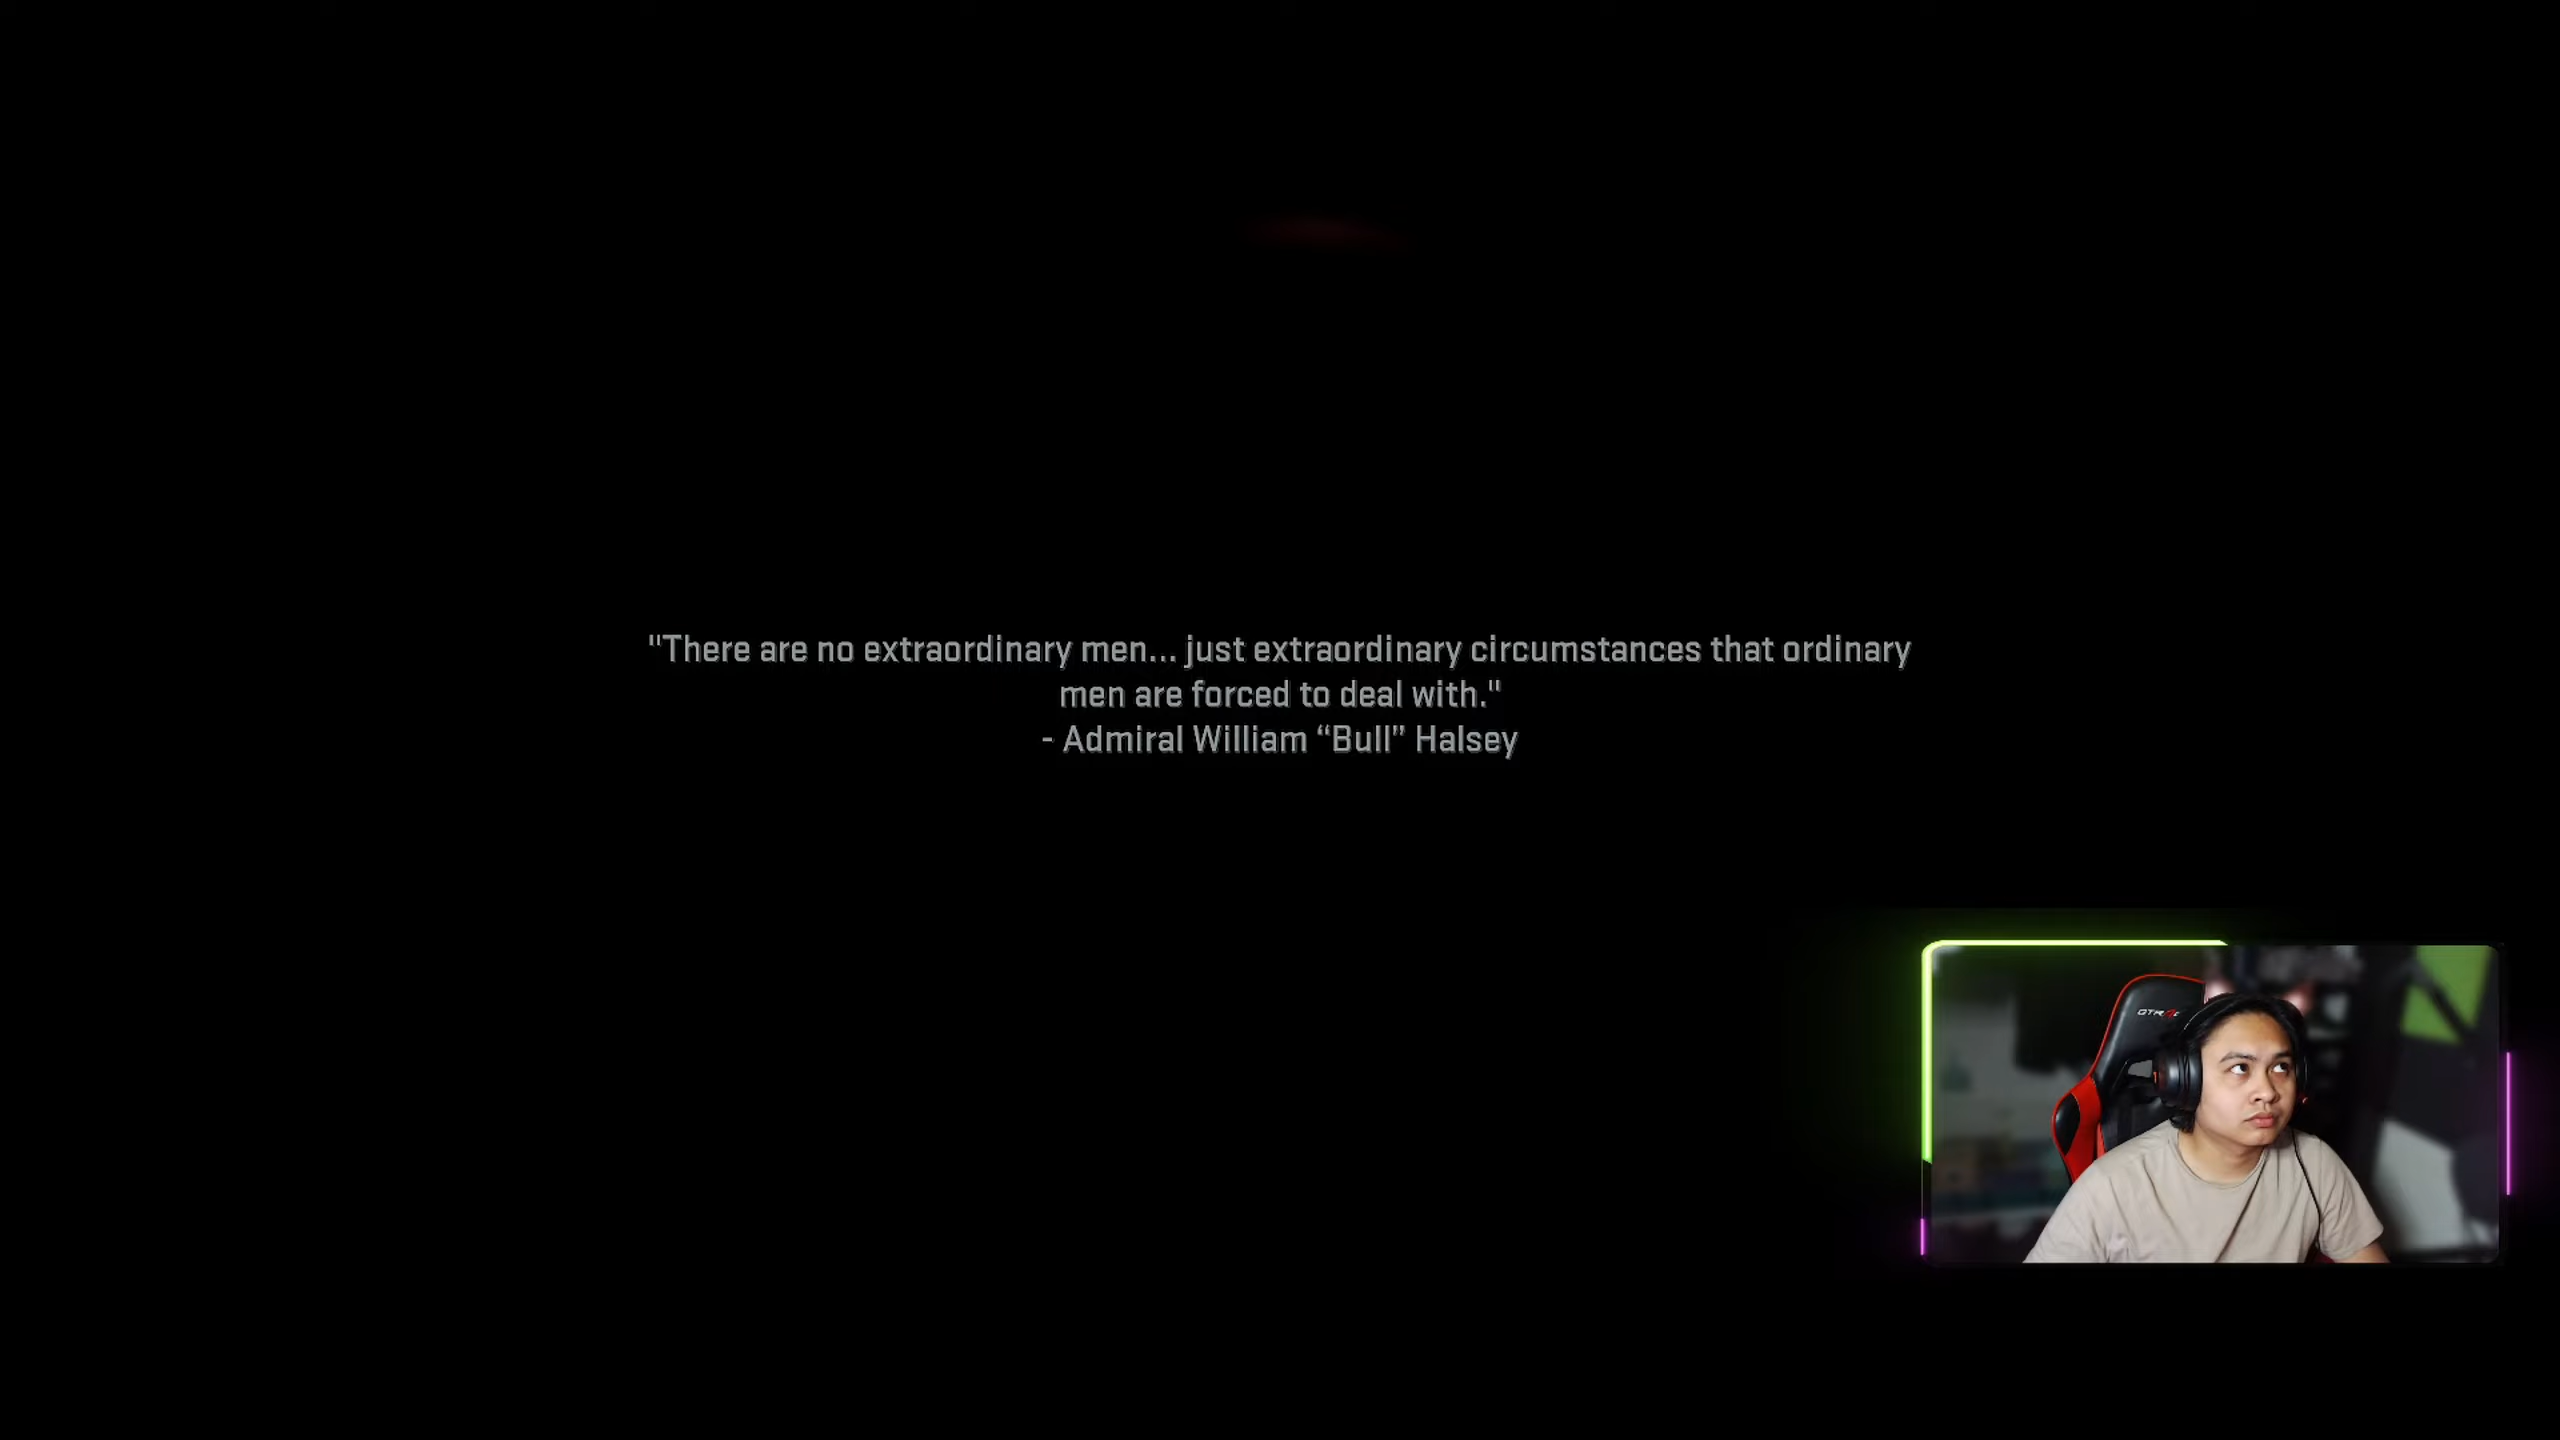 "There are no extraordinary men... just extraordinary circumstances that ordinary
men are forced to deal with."
- Admiral William “Bull” Halsey